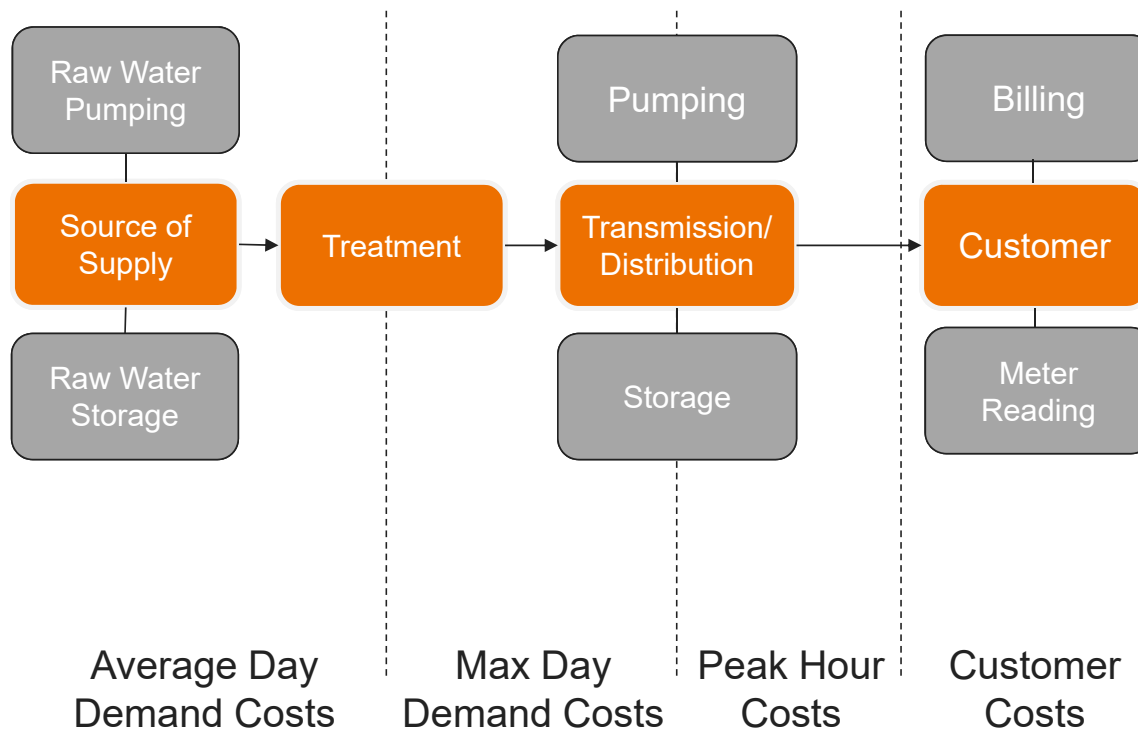 Raw Water
Pumping
Pumping
Billing
Source of
Supply
Treatment
Transmission/
Distribution
Customer
Raw Water
Storage
Storage
Meter
Reading
Average Day
Demand Costs
Max Day
Demand Costs
Peak Hour
Costs
Customer
Costs